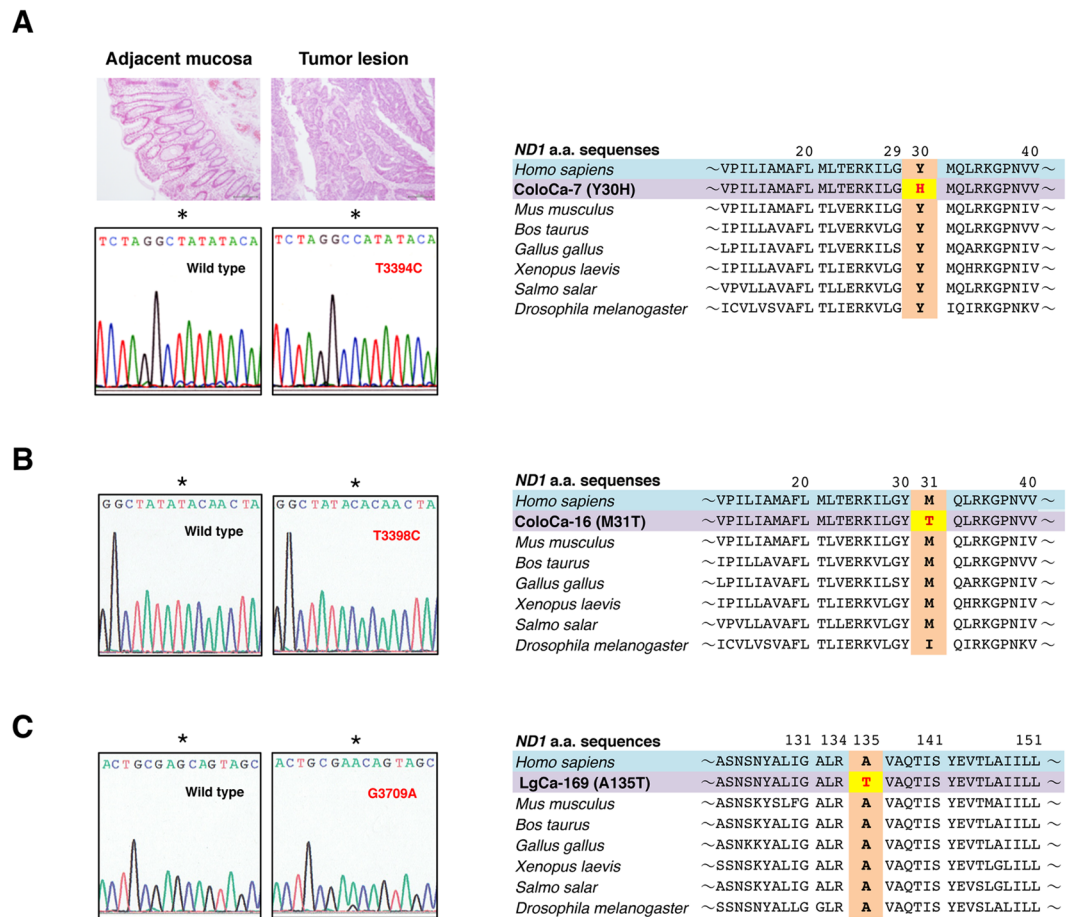 A
Adjacent mucosa Tumor lesion
* *
TCTAGGCTATATACA TCTAGGCCATATACA
Wild type T3394C
ND1 a.a. sequenses 20 29 30 40
Homo sapiens ~VPILIAMAFL MLTERKILG Y MQLRKGPNVV~
ColoCa-7 (Y30H) ~VPILIAMAFL MLTERKILG H MQLRKGPNVV~
Mus musculus ~VPILIAMAFL TLVERKILG Y MQLRKGPNIV~
Bos taurus ~IPILLAVAFL TLVERKVLG Y MQLRKGPNVV~
Gallus gallus ~LPILIAVAFL TLVERKILS Y MQARKGPNIV~
Xenopus laevis ~IPILLAVAFL TLIERKVLG Y MQHRKGPNIV~
Salmo salar ~VPVLLAVAFL TLIERKVLG Y MQLRKGPNIV~
Drosophila melanogaster ~ICVLVSVAFL TLLERKVLG Y IQIRKGPNKV~
B
* *
GGCTATATACAACTA GGCTATACACAACTA
Wild type T3398C
ND1 a.a. sequenses 20 30 31 40
Homo sapiens ~VPILIAMAFL MLTERKILGY M QLRKGPNVV~
ColoCa-16 (M31T) ~VPILIAMAFL MLTERKILGY T QLRKGPNVV~
Mus musculus ~VPILIAMAFL TLVERKILGY M QLRKGPNIV~
Bos taurus ~IPILLAVAFL TLVERKVLGY M QLRKGPNVV~
Gallus gallus ~LPILIAVAFL TLVERKILSY M QARKGPNIV~
Xenopus laevis ~IPILLAVAFL TLIERKVLGY M QHRKGPNIV~
Salmo salar ~VPVLLAVAFL TLIERKVLGY M QLRKGPNIV~
Drosophila melanogaster ~ICVLVSVAFL TLLERKVLGY I QIRKGPNKV~
C
* *
ACTGCGAGCAGTAGC ACTGCGAACAGTAGC
Wild type G3709A
ND1 a.a. sequences 131 134 135 141 151
Homo sapiens ~ASNSNYALIG ALR A VAQTIS YEVTLAIILL ~
LgCa-169 (A135T) ~ASNSNYALIG ALR T VAQTIS YEVTLAIILL ~
Mus musculus ~ASNSKYSLFG ALR A VAQTIS YEVTMAIILL ~
Bos taurus ~ASNSKYALIG ALR A VAQTIS YEVTLAIILL ~
Gallus gallus ~ASNKKYALIG ALR A VAQTIS YEVTLAIILL ~
Xenopus laevis ~SSNSKYALIG ALR A VAQTIS YEVTLGLILL ~
Salmo salar ~ASNSKYALIG ALR A VAQTIS YEVSLGLILL ~
Drosophila melanogaster ~SSNSKYALLG GLR A VAQTIS YEVSLALILL ~